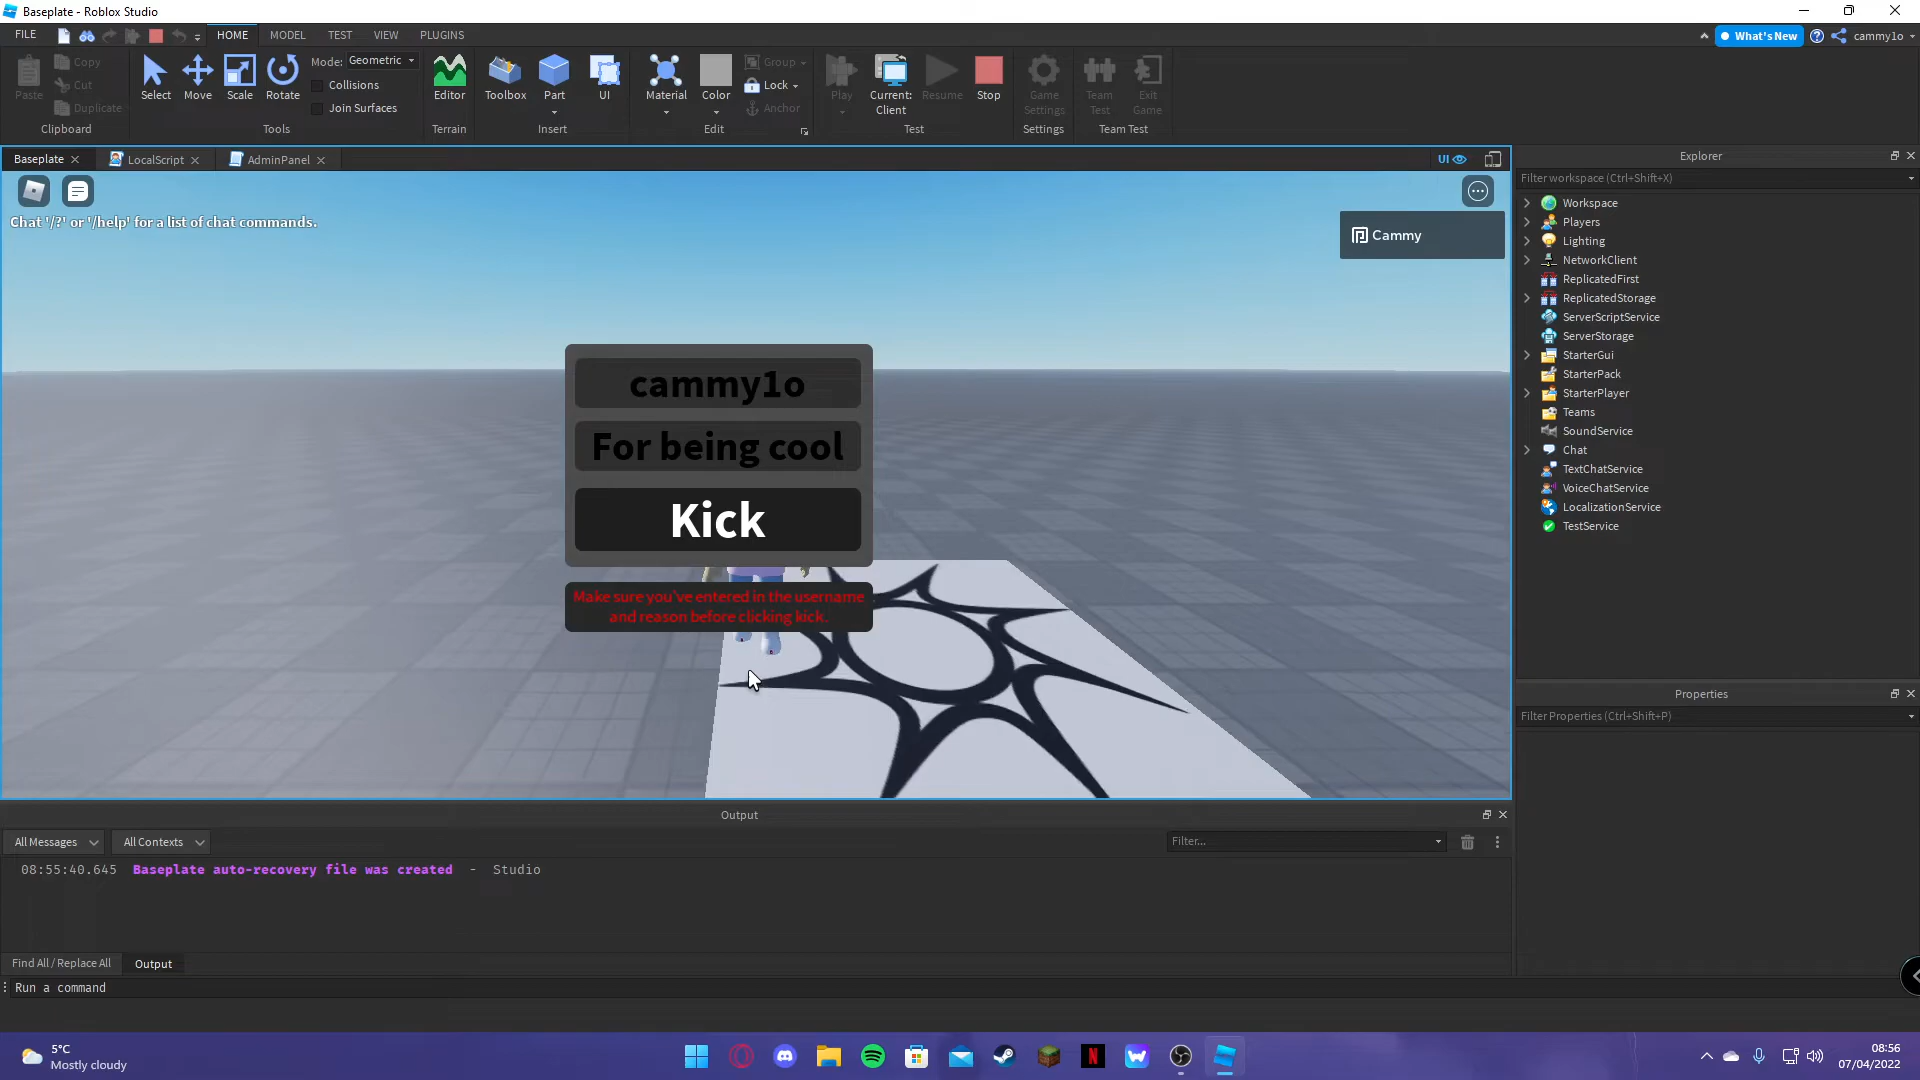 Baseplate - Roblox Studio
FILE HOME MODEL TEST VIEW PLUGINS
What's New cammy1o
Paste
Copy
Cut
Duplicate
Clipboard
Select Move Scale Rotate
Mode: Geometric
Collisions
Join Surfaces
Tools
Editor
Terrain
Toolbox Part UI
Insert
Material Color
Group
Lock
Anchor
Edit
Play
Current:
Client
Resume Stop
Test
Game
Settings
Settings
Team
Test
Exit
Game
Team Test
Baseplate LocalScript AdminPanel
UI
Chat '/?' or '/help' for a list of chat commands.
Cammy
cammy1o
For being cool
Kick
Make sure you've entered in the username
and reason before clicking kick.
Explorer
Filter workspace (Ctrl+Shift+X)
Workspace
Players
Lighting
NetworkClient
ReplicatedFirst
ReplicatedStorage
ServerScriptService
ServerStorage
StarterGui
StarterPack
StarterPlayer
Teams
SoundService
Chat
TextChatService
VoiceChatService
LocalizationService
TestService
Properties
Filter Properties (Ctrl+Shift+P)
Output
All Messages All Contexts Filter...
08:55:40.645 Baseplate auto-recovery file was created - Studio
Find All / Replace All Output
Run a command
5°C
Mostly cloudy
08:56
07/04/2022